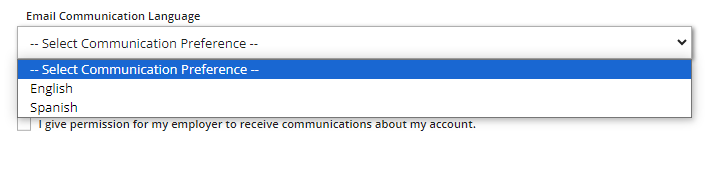 Email Communication Language
-- Select Communication Preference --
-- Select Communication Preference --
English
Spanish
I give permission for my employer to receive communications about my account.